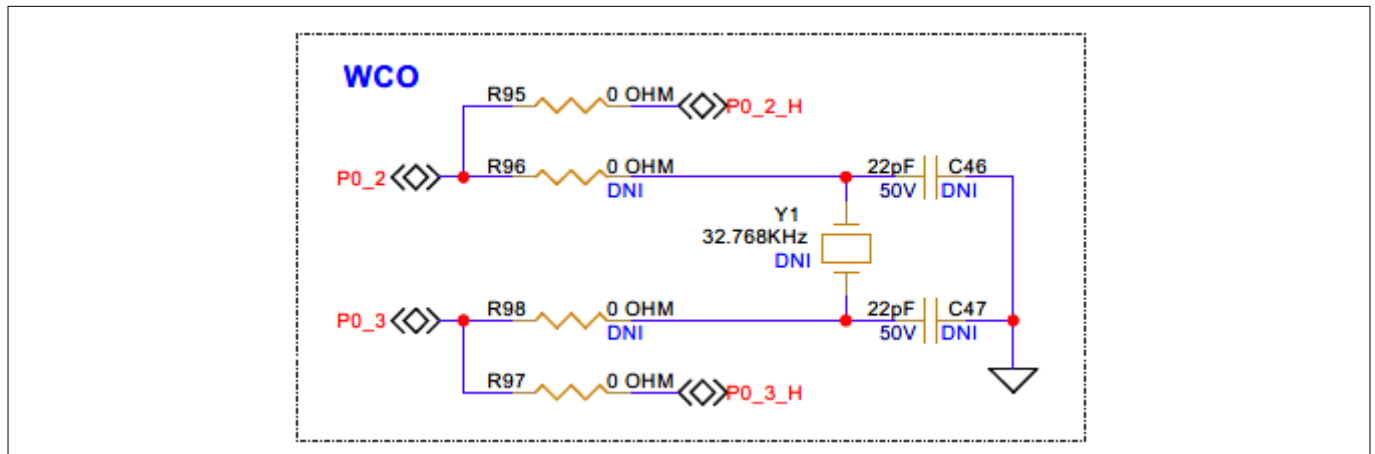 WCO
R95 0 OHM P0_2_H
P0_2 R96 0 OHM 22pF C46
DNI 50V DNI
Y1
32.768KHz
DNI
P0_3 R98 0 OHM 22pF C47
DNI 50V DNI
R97 0 OHM P0_3_H